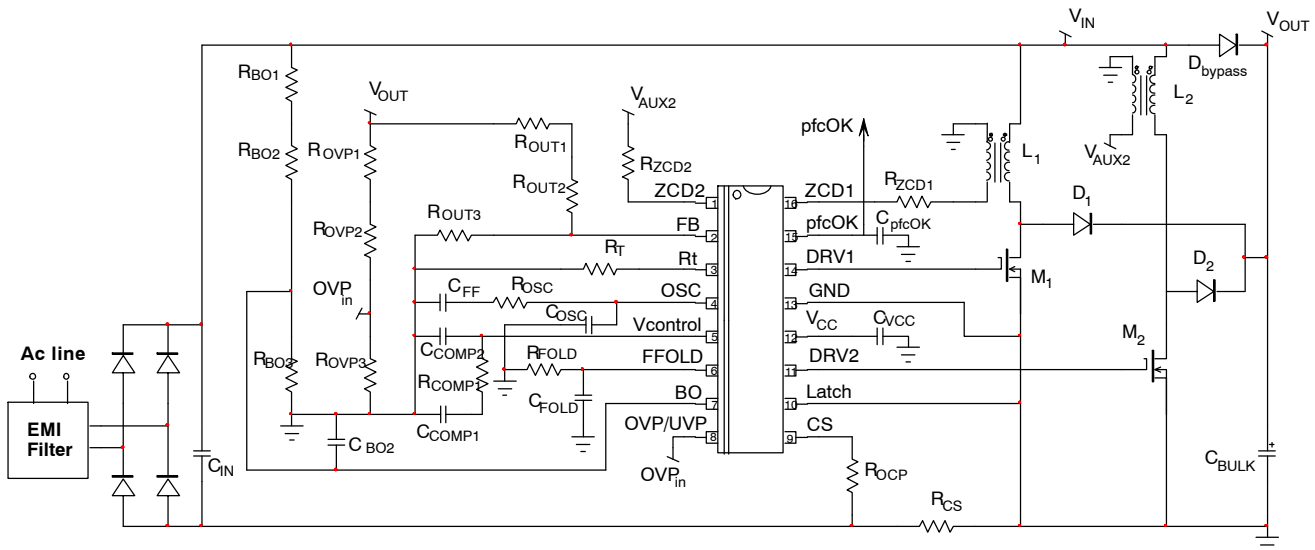 VIN
VOUT
Dbypass
L2
VAUX2
RBO1
VOUT
VAUX2
pfcOK
L1
ROUT1
RBO2
ROVP1
RZCD2
ROUT2
ZCD2
1
16
ZCD1
RZCD1
ROUT3
FB
2
15
pfcOK
CpfcOK
D1
ROVP2
RT
Rt
3
14
DRV1
M1
D2
OVPin
CFF
ROSC
OSC
4
13
GND
COSC
Vcontrol
5
12
VCC
CVCC
M2
Ac line
RBO3
ROVP3
CCOMP2
RFOLD
FFOLD
6
11
DRV2
RCOMP1
CFOLD
BO
7
10
Latch
EMI
Filter
CCOMP1
OVP/UVP
8
9
CS
CIN
CBO2
OVPin
ROCP
CBULK
+
RCS